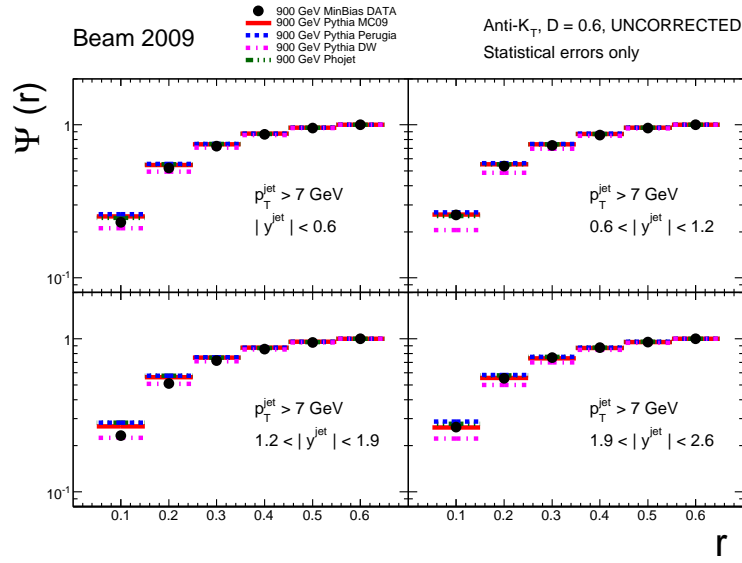 Beam 2009
900 GeV MinBias DATA
900 GeV Pythia MC09
900 GeV Pythia Perugia
900 GeV Pythia DW
900 GeV Phojet
Anti-K_T, D = 0.6, UNCORRECTED
Statistical errors only
Ψ (r)
1
10^-1
p_T^jet > 7 GeV
| y^jet | < 0.6
p_T^jet > 7 GeV
0.6 < | y^jet | < 1.2
1
10^-1
p_T^jet > 7 GeV
1.2 < | y^jet | < 1.9
p_T^jet > 7 GeV
1.9 < | y^jet | < 2.6
0.1 0.2 0.3 0.4 0.5 0.6
0.1 0.2 0.3 0.4 0.5 0.6
r